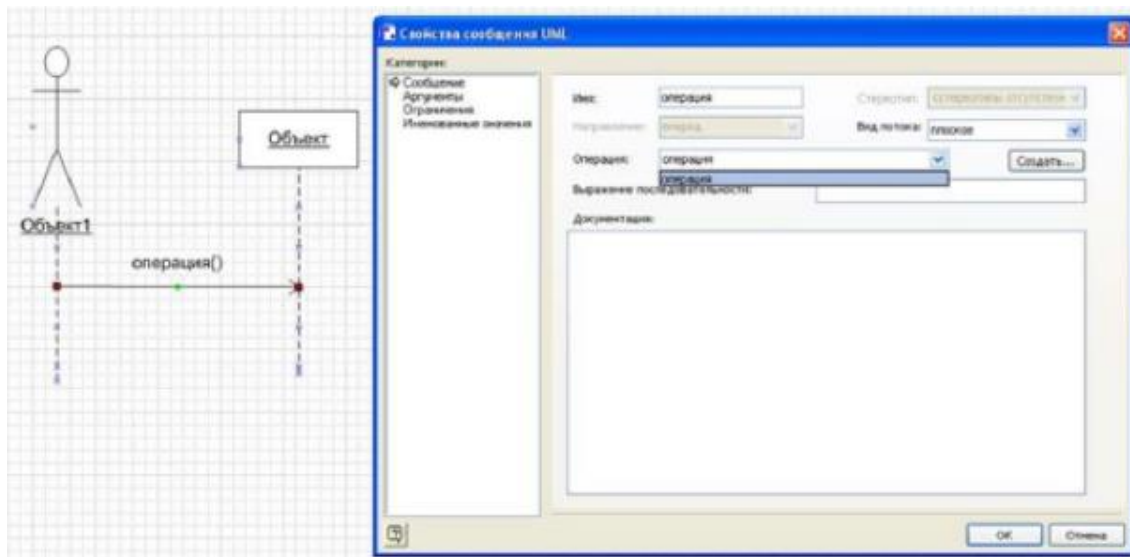 Объект
Объект1
операция()
Свойства сообщения UML
Категории:
Сообщение
Аргументы
Ограничения
Именованные значения
Имя:
операция
Стереотип:
Направление:
вперед
Вид потока:
плоское
Операция:
операция
Создать...
операция
Выражение последовательности:
Документация:
OK
Отмена